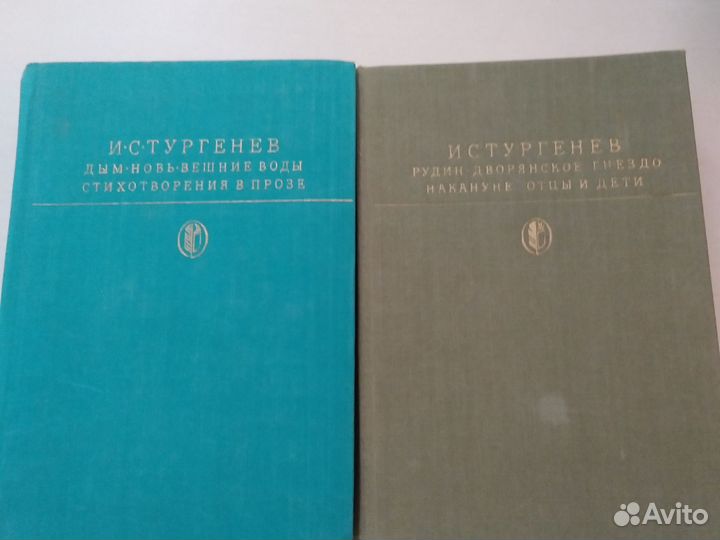 И·С·ТУРГЕНЕВ
ДЫМ·НОВЬ·ВЕШНИЕ ВОДЫ
СТИХОТВОРЕНИЯ В ПРОЗЕ
И С ТУРГЕНЕВ
РУДИН·ДВОРЯНСКОЕ ГНЕЗДО
НАКАНУНЕ ОТЦЫ И ДЕТИ
Avito